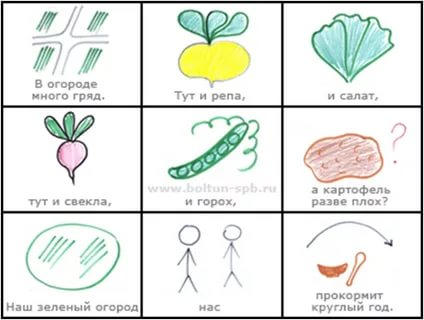 В огороде
много гряд.
Тут и репа,
и салат,
тут и свекла,
и горох,
www.boltun-spb.ru
?
а картофель
разве плох?
Наш зеленый огород
нас
прокормит
круглый год.